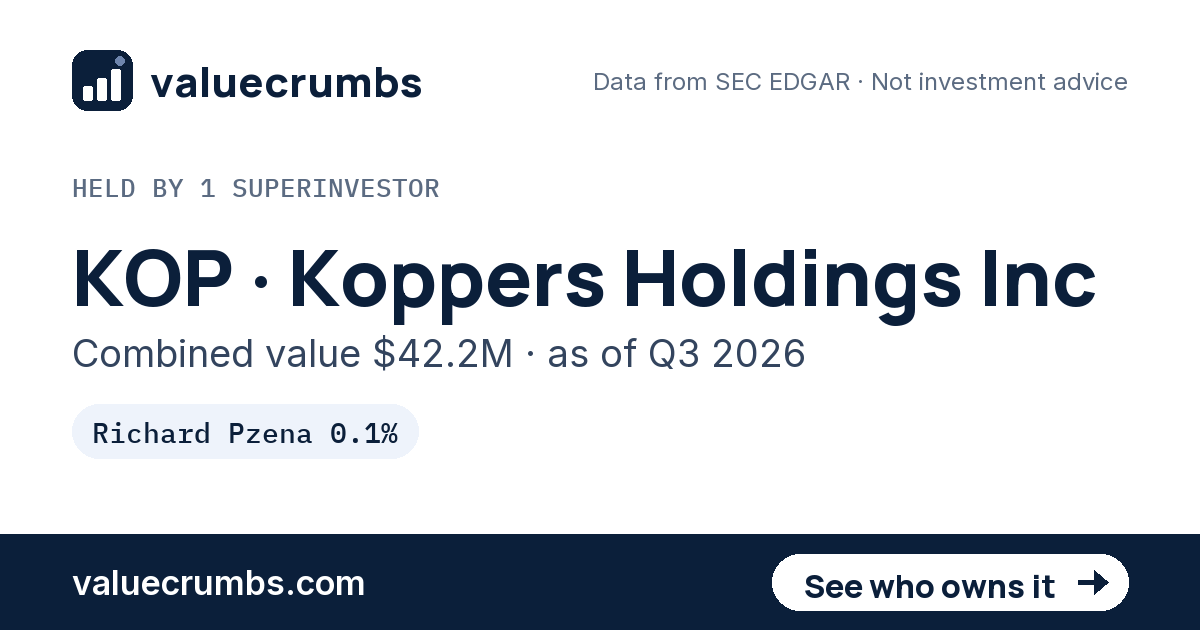 valuecrumbs
Data from SEC EDGAR · Not investment advice
HELD BY 1 SUPERINVESTOR
KOP · Koppers Holdings Inc
Combined value $42.2M · as of Q3 2026
Richard Pzena 0.1%
valuecrumbs.com
See who owns it →